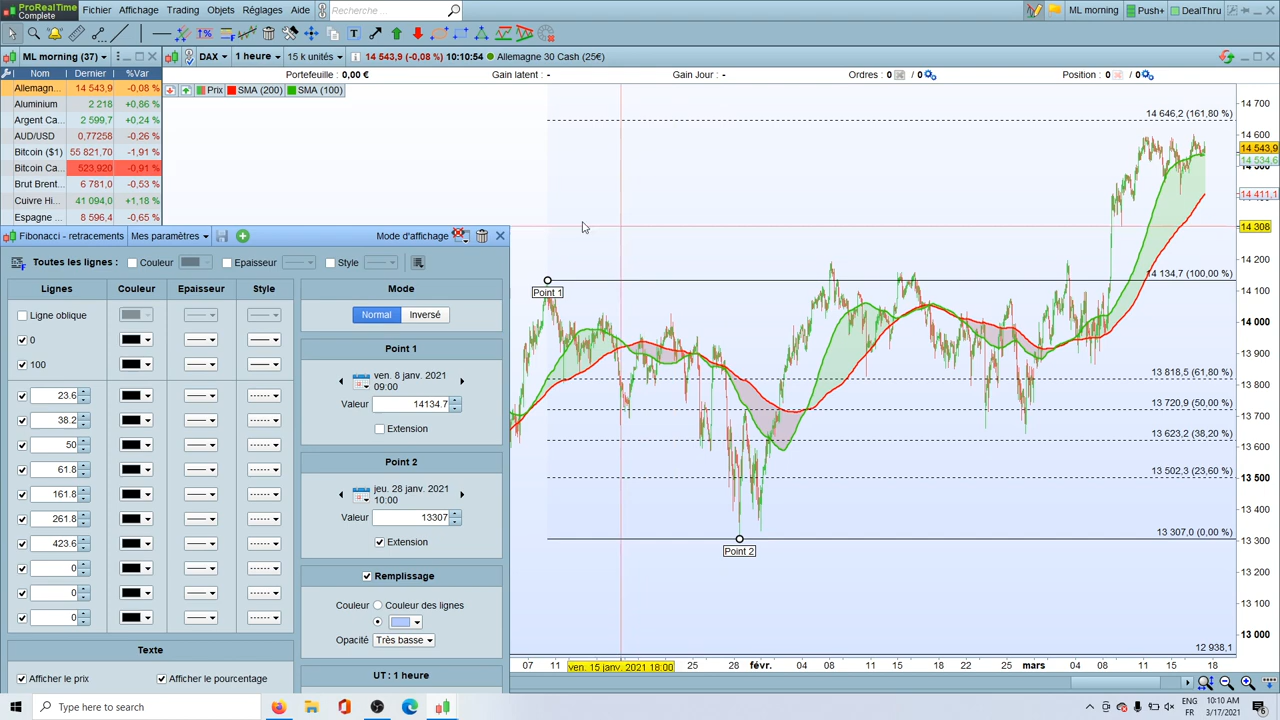 ProRealTime Complete
Fichier Affichage Trading Objets Réglages Aide
Recherche ...
ML morning Push+ DealThru
T
ML morning (37)
DAX 1 heure 15 k unités 14 543,9 (-0,08 %) 10:10:54 Allemagne 30 Cash (25€)
Portefeuille: 0,00 € Gain latent : - Gain Jour : - Ordres : 0 / 0 Position : 0 / 0
Nom Dernier %Var
Allemagn... 14 543,9 -0,08 %
Aluminium 2 218 +0,86 %
Argent Ca... 2 599,7 +0,24 %
AUD/USD 0,77258 -0,26 %
Bitcoin ($1) 55 821,70 -1,91 %
Bitcoin Ca... 523,920 -0,91 %
Brut Brent... 6 781,0 -0,53 %
Cuivre Hi... 41 094,0 +1,18 %
Espagne ... 8 596,4 -0,65 %
Prix SMA (200) SMA (100)
Fibonacci - retracements Mes paramètres Mode d'affichage
Toutes les lignes : Couleur Epaisseur Style
Lignes Couleur Epaisseur Style
Ligne oblique
0
100
23.6
38.2
50
61.8
161.8
261.8
423.6
0
0
0
Texte
Afficher le prix Afficher le pourcentage
Mode
Normal Inversé
Point 1
ven. 8 janv. 2021
09:00
Valeur 14134.7
Extension
Point 2
jeu. 28 janv. 2021
10:00
Valeur 13307
Extension
Remplissage
Couleur Couleur des lignes
Opacité Très basse
UT : 1 heure
14 646,2 (161,80 %)
14 134,7 (100,00 %)
Point 1
13 818,5 (61,80 %)
13 720,9 (50,00 %)
13 623,2 (38,20 %)
13 502,3 (23,60 %)
13 307,0 (0,00 %)
Point 2
12 938,1
14 700
14 600
14 543,9
14 534,6
14 411,1
14 308
14 200
14 100
14 000
13 900
13 800
13 700
13 600
13 500
13 400
13 300
13 200
13 100
13 000
07 11 ven. 15 janv. 2021 18:00 25 28 févr. 04 08 11 17 22 25 mars 04 08 11 15 18
Type here to search
ENG
FR
10:10 AM
3/17/2021
6